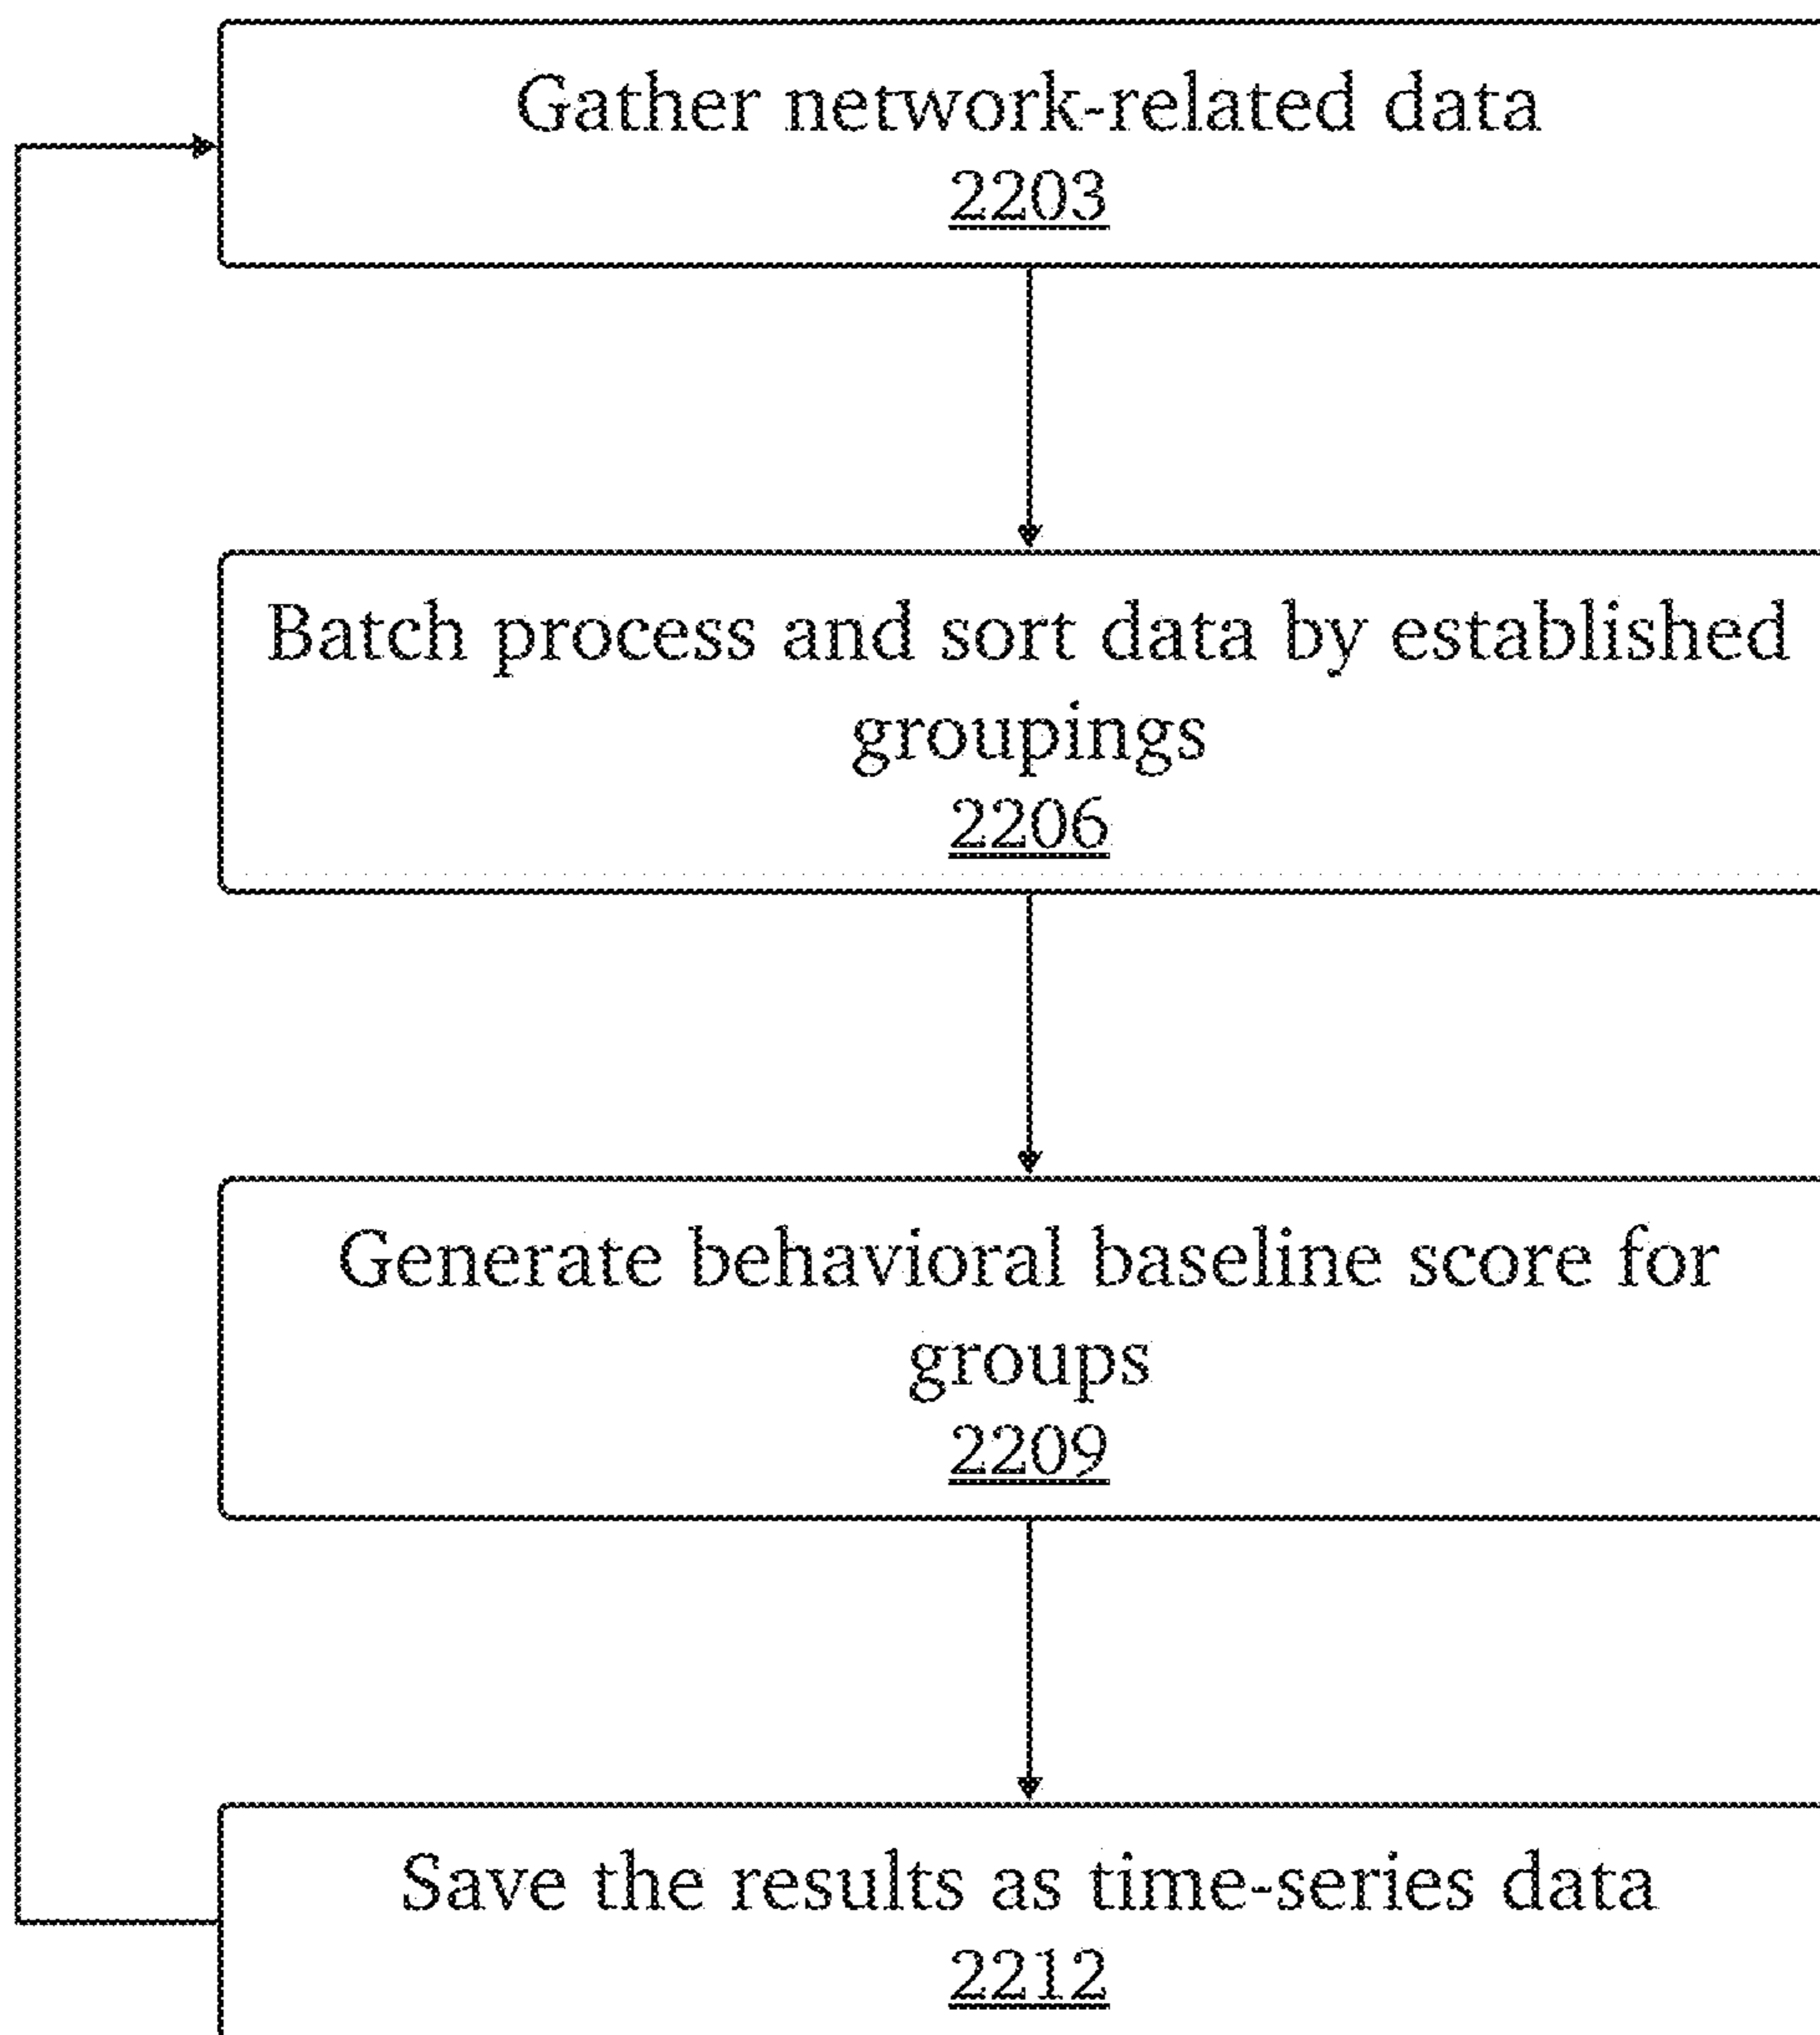 Gather network-related data
2203
Batch process and sort data by established
groupings
2206
Generate behavioral baseline score for
groups
2209
Save the results as time-series data
2212